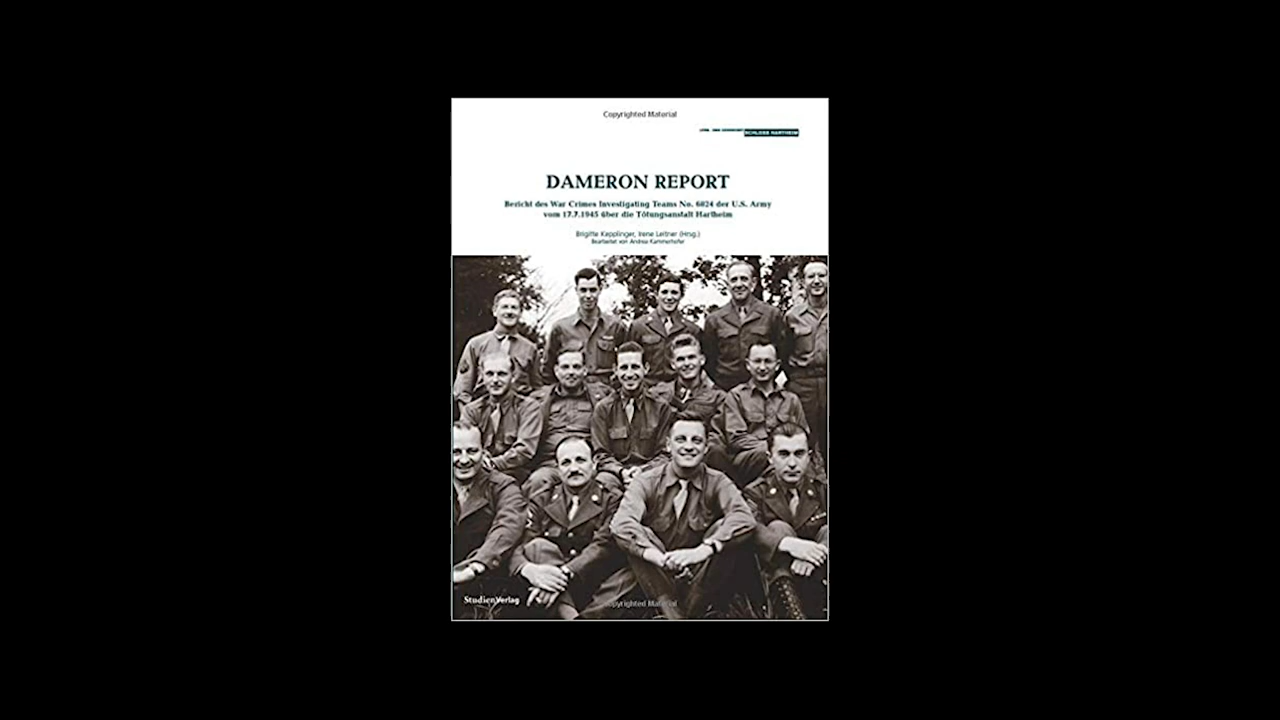 Copyrighted Material
SCHLOSS HARTHEIM
DAMERON REPORT
Bericht des War Crimes Investigating Teams No. 6824 der U.S. Army
vom 17.7.1945 über die Tötungsanstalt Hartheim
Brigitte Kepplinger, Irene Leitner (Hrsg.)
Bearbeitet von Andrea Kammerhofer
StudienVerlag
Copyrighted Material